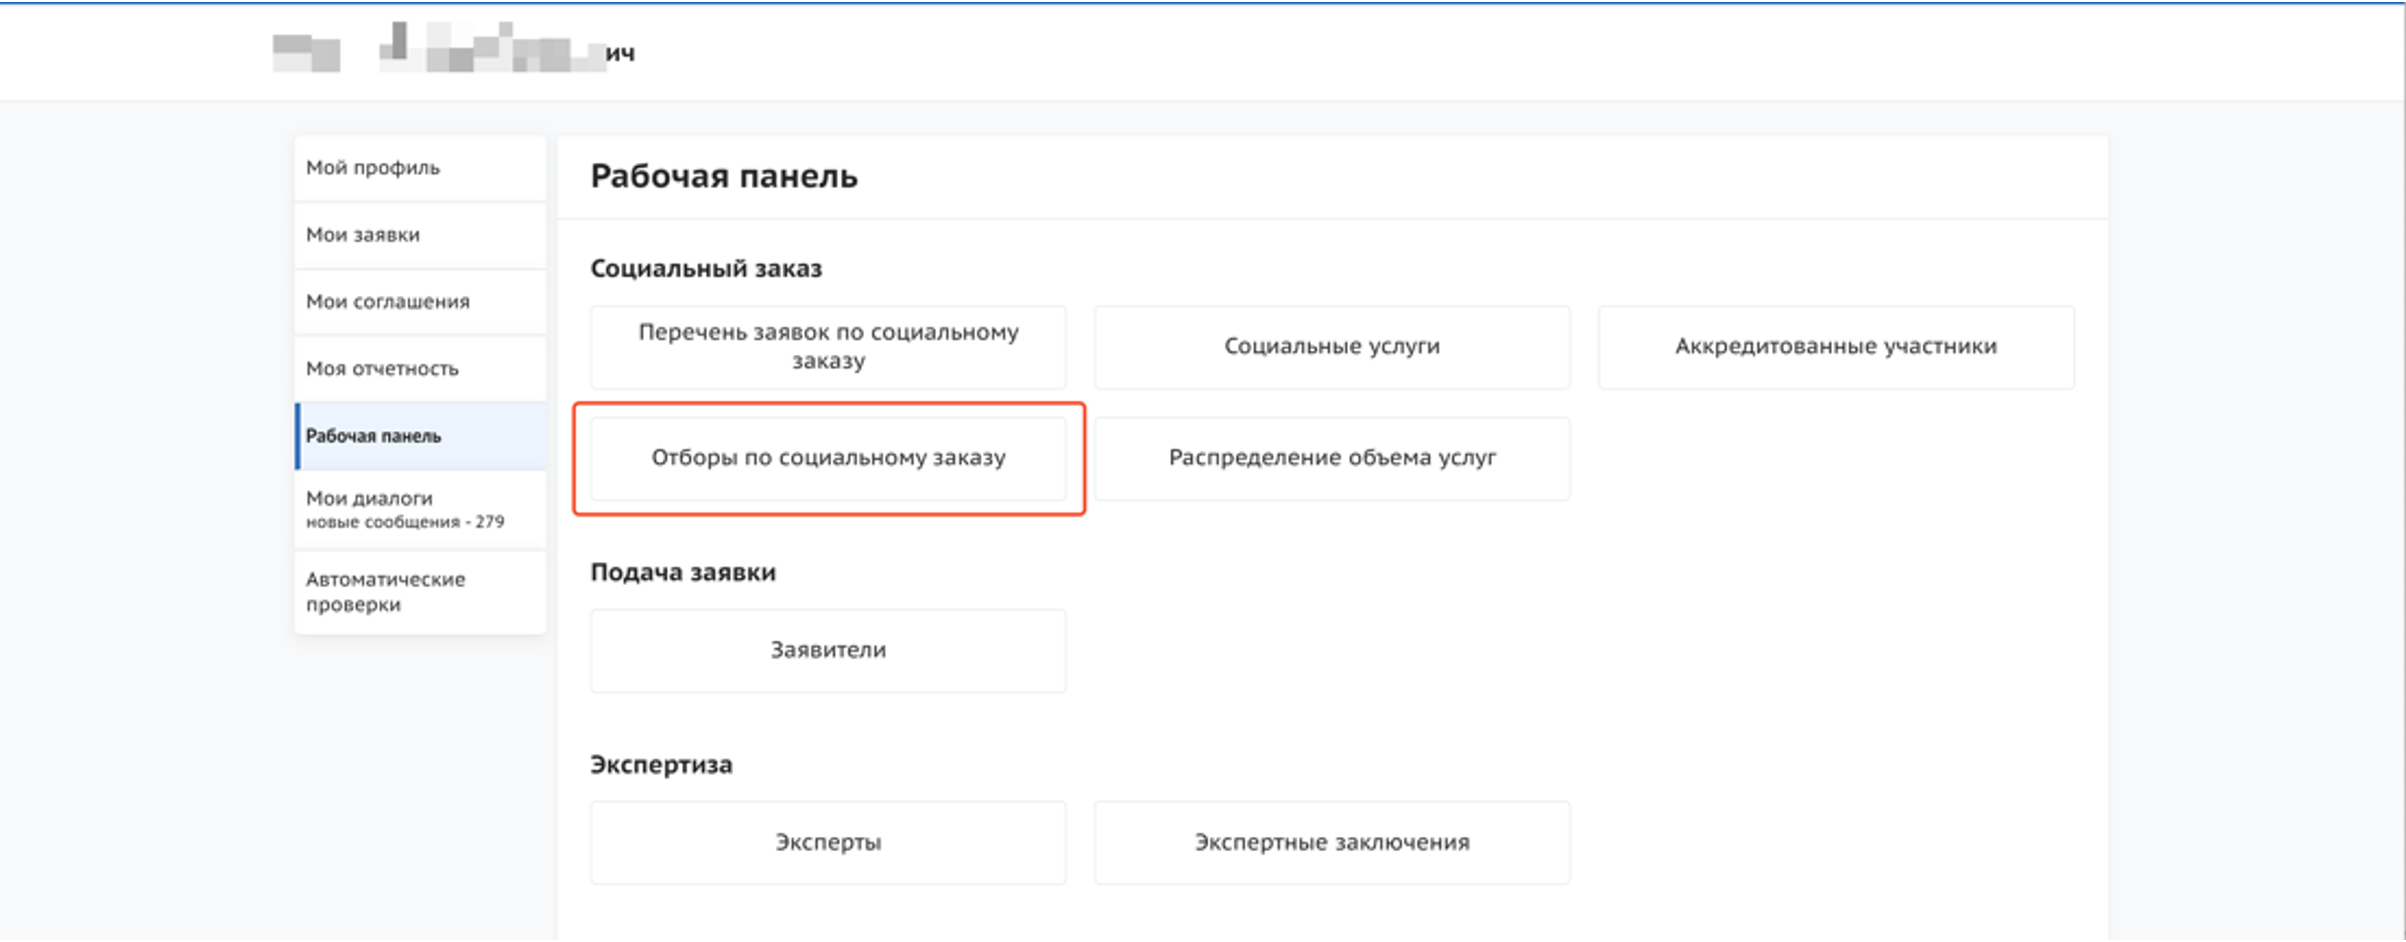 ич
Мой профиль
Мои заявки
Мои соглашения
Моя отчетность
Рабочая панель
Мои диалоги
новые сообщения - 279
Автоматические
проверки
Рабочая панель
Социальный заказ
Перечень заявок по социальному
заказу
Социальные услуги
Аккредитованные участники
Отборы по социальному заказу
Распределение объема услуг
Подача заявки
Заявители
Экспертиза
Эксперты
Экспертные заключения